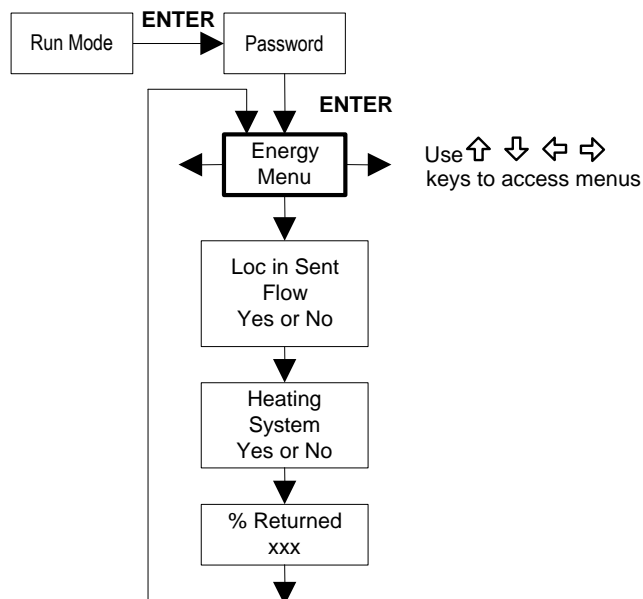 ENTER
Run Mode
Password
ENTER
Energy
Menu
Use ⇧ ⇩ ⇦ ⇨
keys to access menus
Loc in Sent
Flow
Yes or No
Heating
System
Yes or No
% Returned
xxx